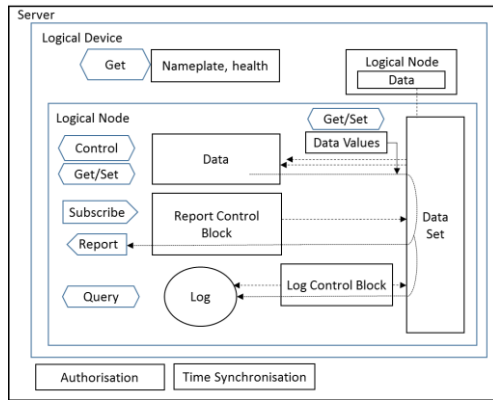 Server
Logical Device
Get
Nameplate, health
Logical Node
Data
Logical Node
Get/Set
Control
Data
Data Values
Get/Set
Subscribe
Report Control
Block
Data
Set
Report
Query
Log
Log Control Block
Authorisation
Time Synchronisation